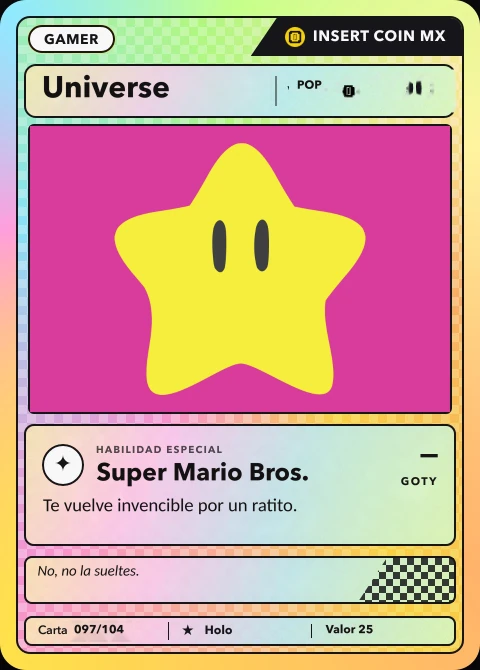 GAMER
INSERT COIN MX
Universe
POP
HABILIDAD ESPECIAL
Super Mario Bros.
GOTY
Te vuelve invencible por un ratito.
No, no la sueltes.
Carta 097/104
★ Holo
Valor 25